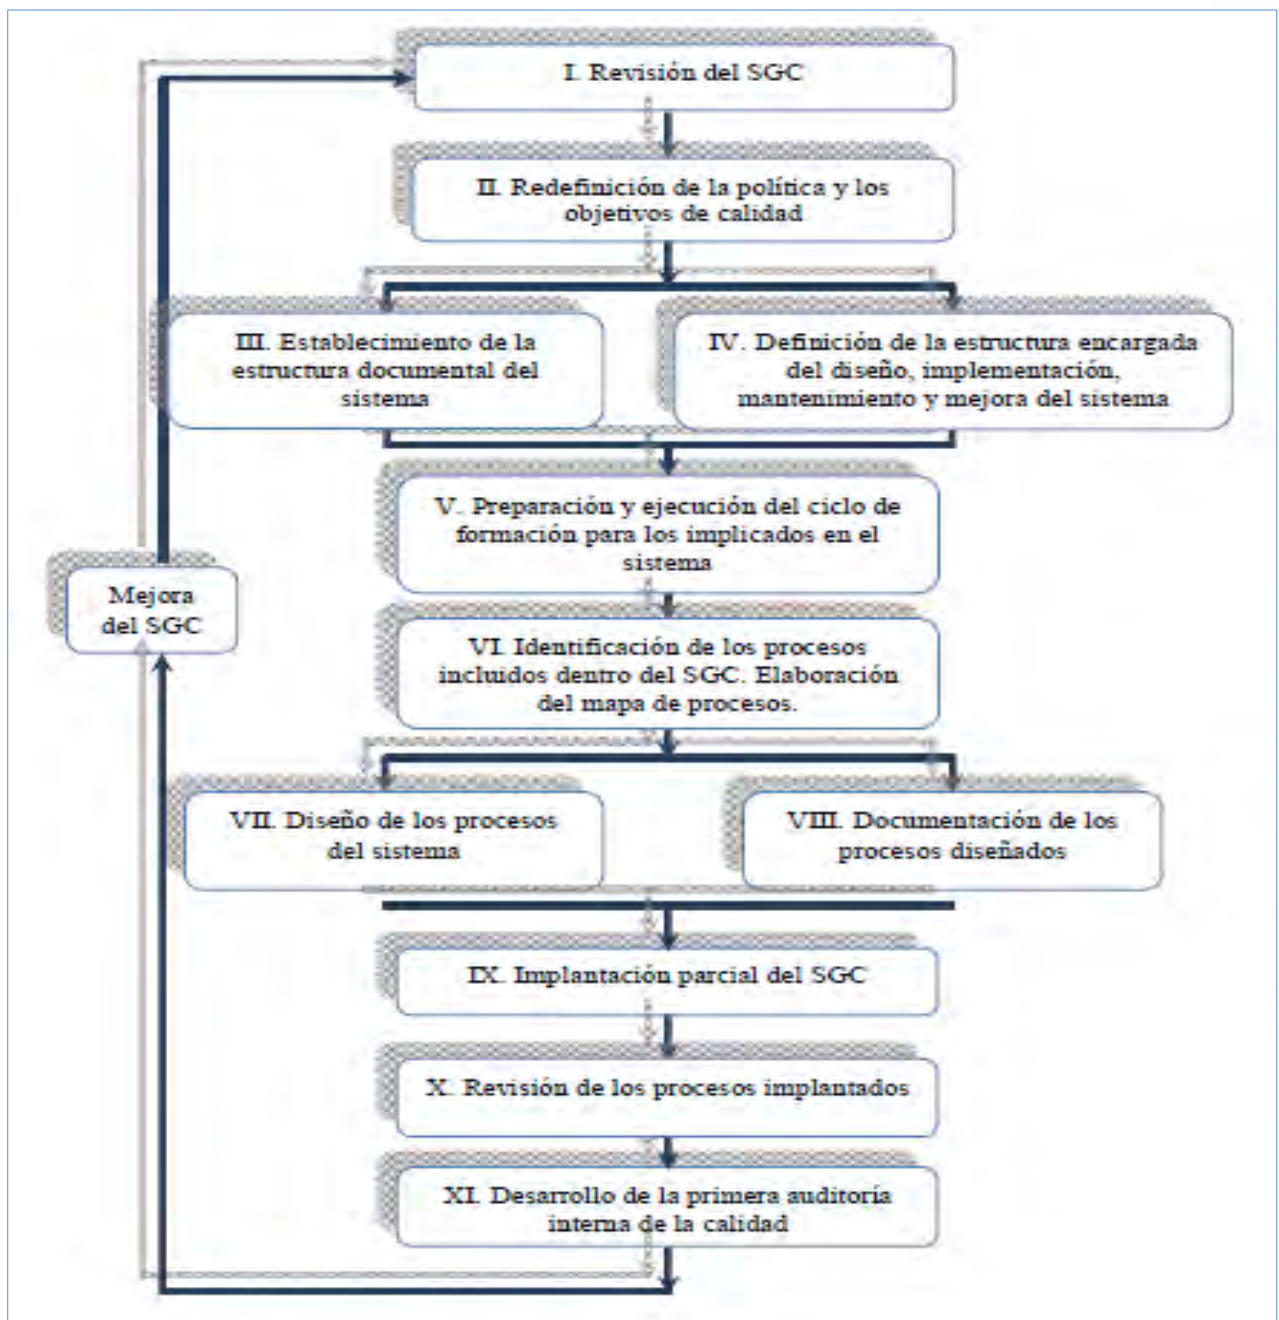 I. Revisión del SGC
II. Redefinición de la política y los
objetivos de calidad
III. Establecimiento de la
estructura documental del
sistema
IV. Definición de la estructura encargada
del diseño, implementación,
mantenimiento y mejora del sistema
V. Preparación y ejecución del ciclo de
formación para los implicados en el
sistema
Mejora
del SGC
VI. Identificación de los procesos
incluidos dentro del SGC. Elaboración
del mapa de procesos.
VII. Diseño de los procesos
del sistema
VIII. Documentación de los
procesos diseñados
IX. Implantación parcial del SGC
X. Revisión de los procesos implantados
XI. Desarrollo de la primera auditoría
interna de la calidad